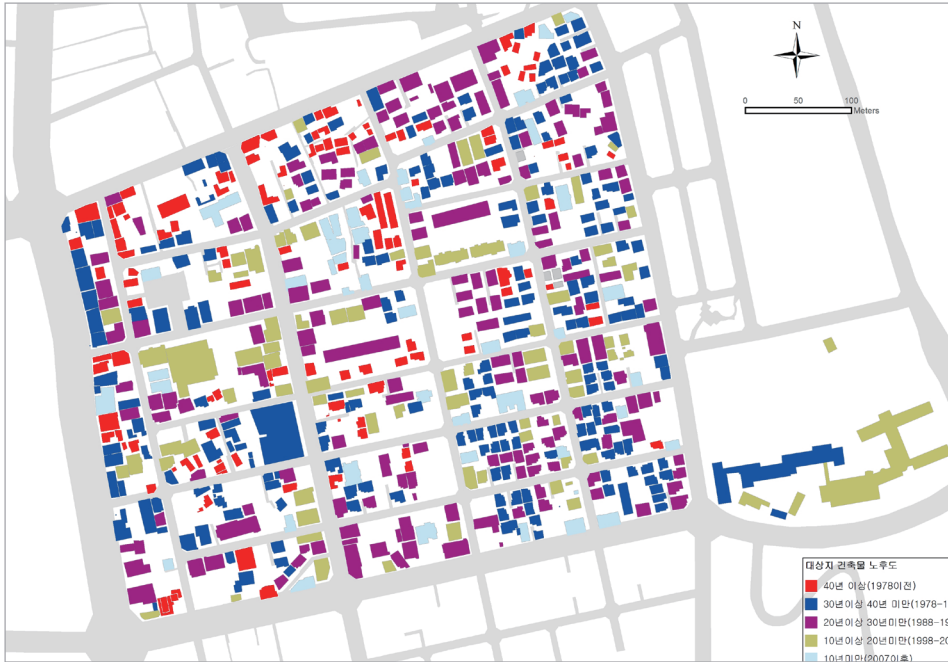 N
0 50 100
Meters
대상지 건축물 노후도
40년 이상(1978이전)
30년이상 40년 미만(1978-1
20년이상 30년미만(1988-19
10년이상 20년미만(1998-20
10년미만(2007이후)